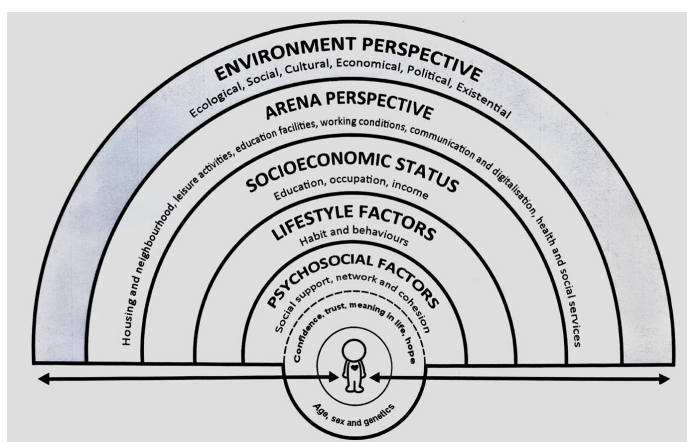 ENVIRONMENT PERSPECTIVE
Ecological, Social, Cultural, Economical, Political, Existential
ARENA PERSPECTIVE
Housing and neighbourhood, leisure activities, education facilities, working conditions, communication and digitalisation, health and social services
SOCIOECONOMIC STATUS
Education, occupation, income
LIFESTYLE FACTORS
Habit and behaviours
PSYCHOSOCIAL FACTORS
Social support, network and cohesion
Confidence, trust, meaning in life, hope
Age, sex and genetics